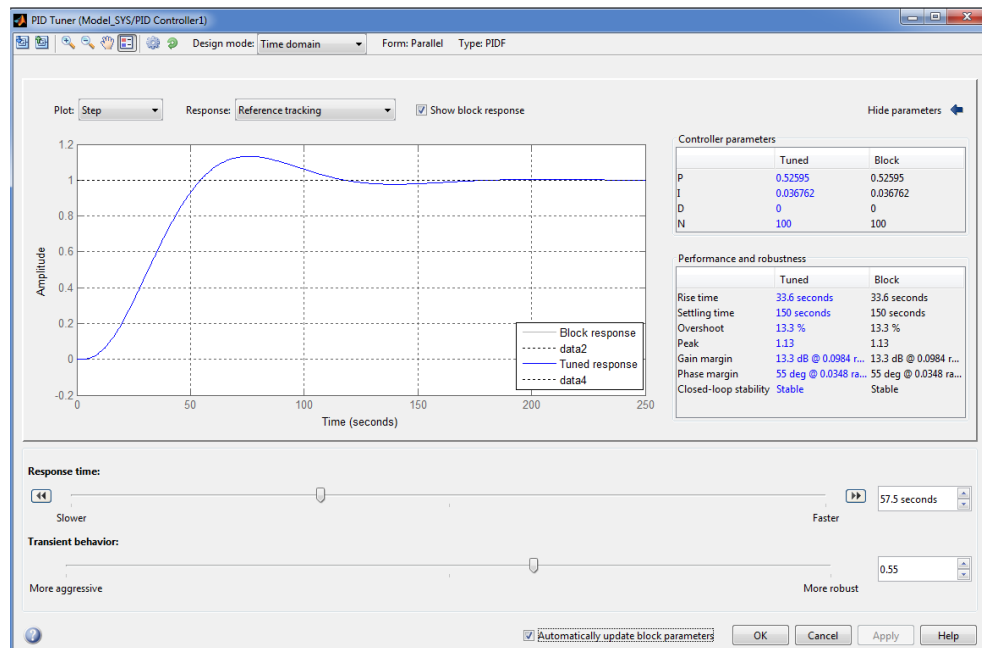 PID Tuner (Model_SYS/PID Controller1)
Design mode: Time domain Form: Parallel Type: PIDF
Plot: Step Response: Reference tracking Show block response Hide parameters
1.2
1
0.8
0.6
0.4
0.2
0
-0.2
Amplitude
0 50 100 150 200 250
Time (seconds)
Block response
data2
Tuned response
data4
Controller parameters
Tuned Block
P 0.52595 0.52595
I 0.036762 0.036762
D 0 0
N 100 100
Performance and robustness
Tuned Block
Rise time 33.6 seconds 33.6 seconds
Settling time 150 seconds 150 seconds
Overshoot 13.3 % 13.3 %
Peak 1.13 1.13
Gain margin 13.3 dB @ 0.0984 r... 13.3 dB @ 0.0984 r...
Phase margin 55 deg @ 0.0348 ra... 55 deg @ 0.0348 ra...
Closed-loop stability Stable Stable
Response time:
57.5 seconds
Slower Faster
Transient behavior:
0.55
More aggressive More robust
Automatically update block parameters OK Cancel Apply Help